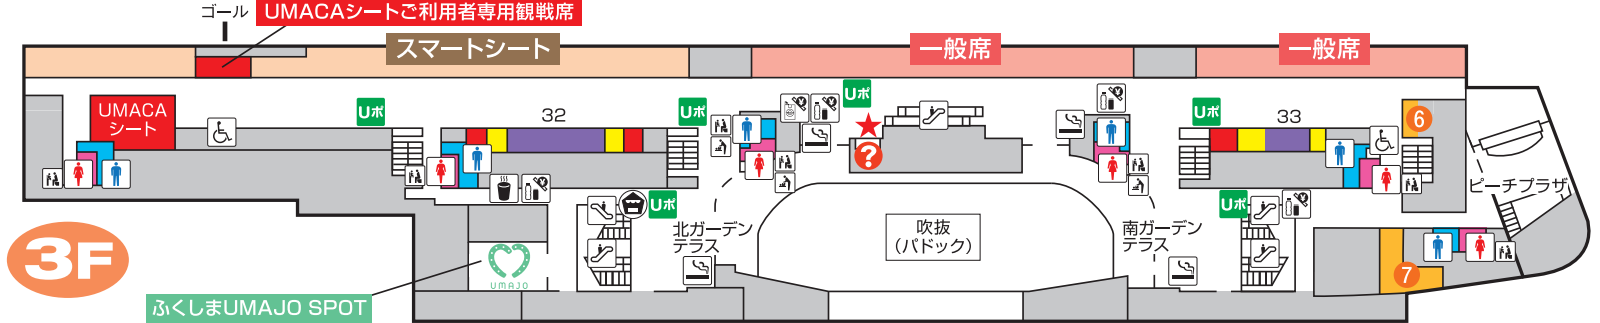 ゴール
UMACAシートご利用者専用観戦席
スマートシート
一般席
一般席
UMACA
シート
Uポ
32
Uポ
Uポ
?
Uポ
33
6
ピーチプラザ
Uポ
Uポ
北ガーデン
テラス
吹抜
(パドック)
南ガーデン
テラス
3F
UMAJO
7
ふくしまUMAJO SPOT